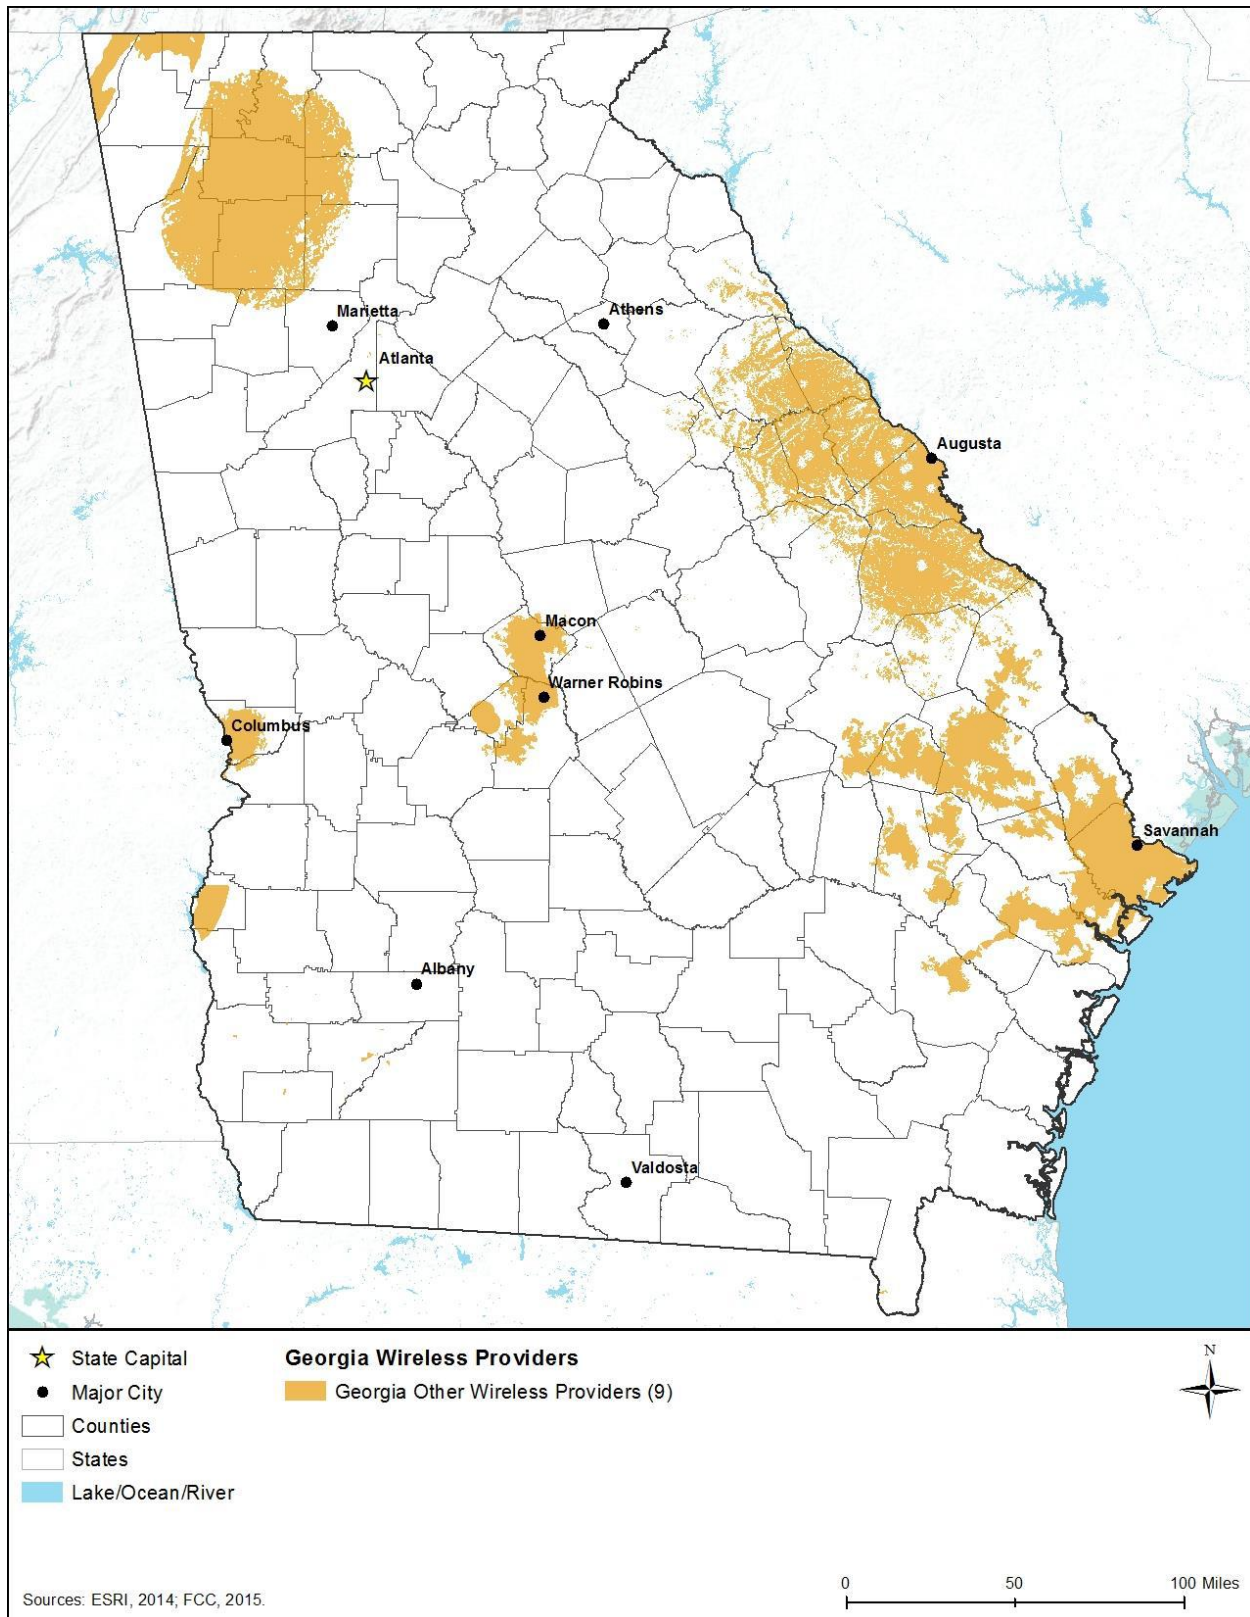 Marietta
Athens
Atlanta
Augusta
Macon
Warner Robins
Columbus
Savannah
Albany
Valdosta
State Capital
Major City
Counties
States
Lake/Ocean/River
Georgia Wireless Providers
Georgia Other Wireless Providers (9)
N
Sources: ESRI, 2014; FCC, 2015.
0 50 100 Miles